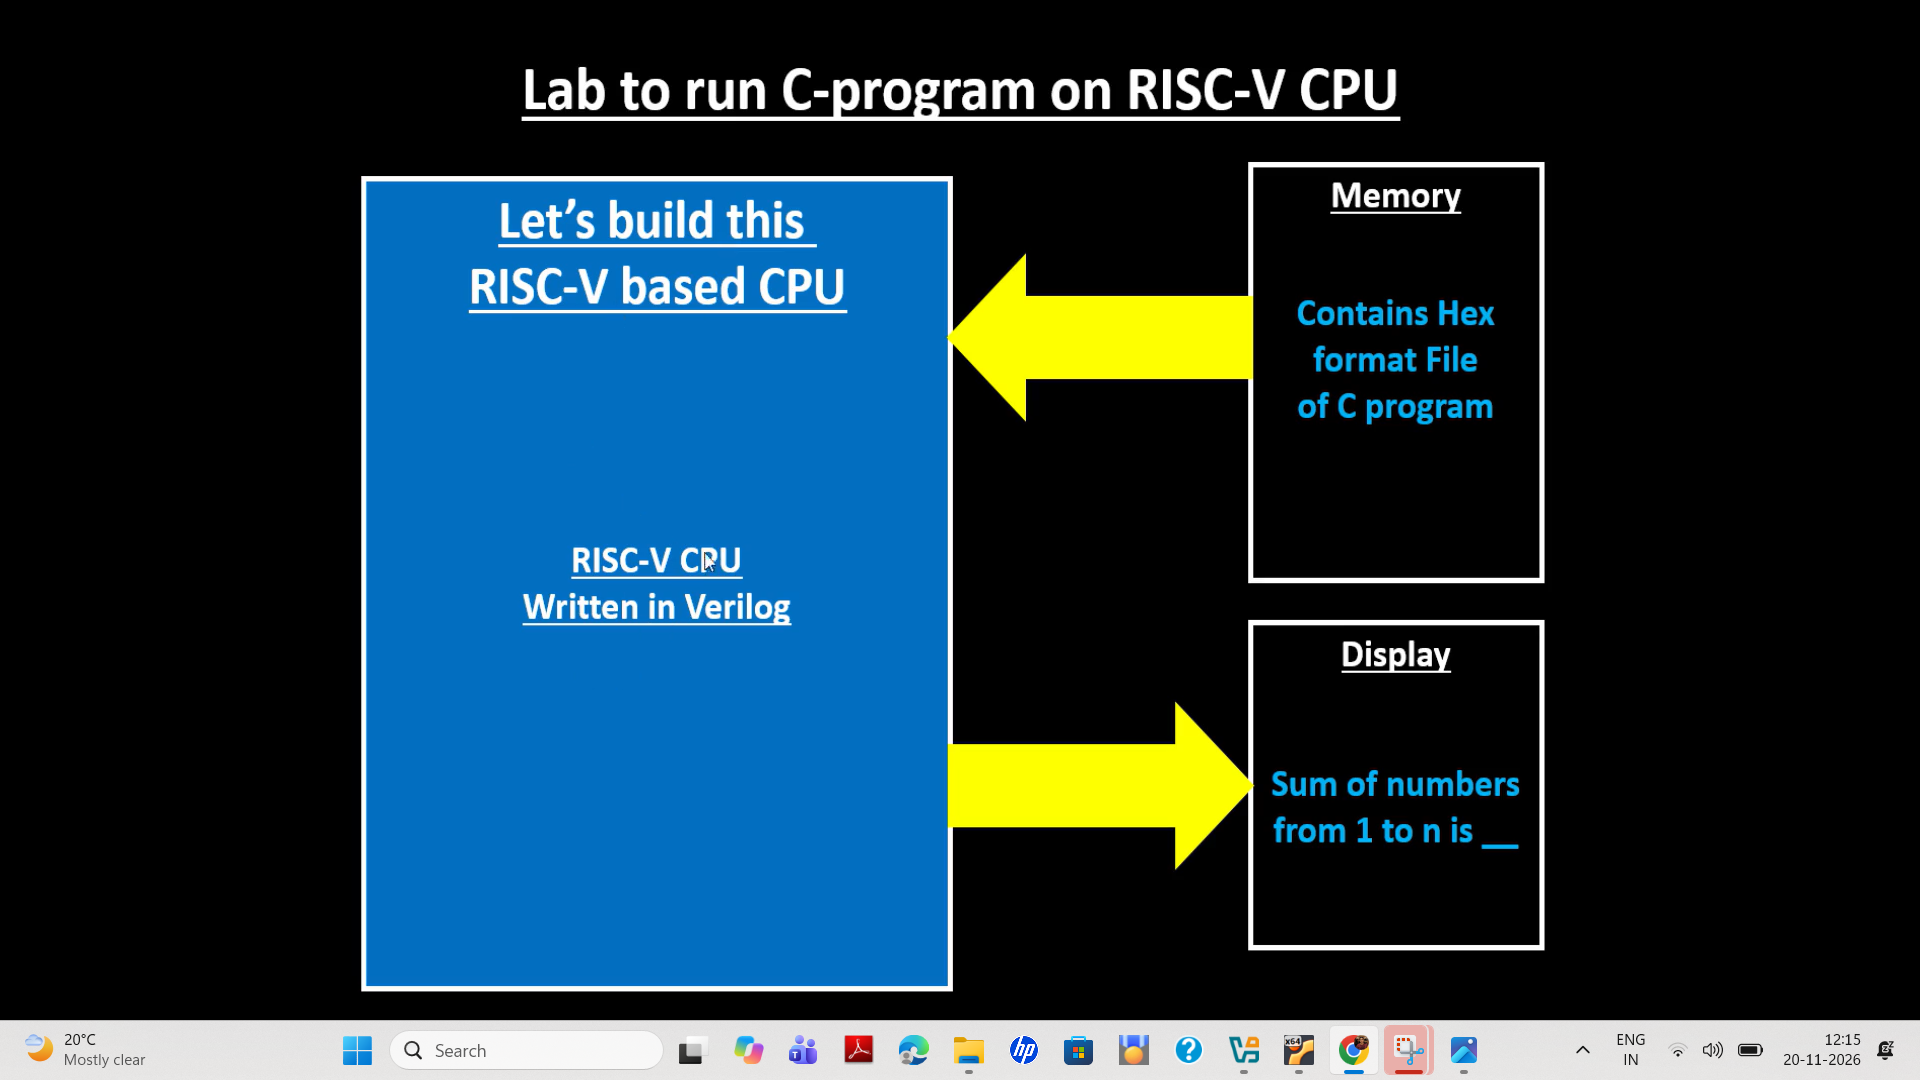 Lab to run C-program on RISC-V CPU
Let’s build this
RISC-V based CPU
RISC-V CPU
Written in Verilog
Memory
Contains Hex
format File
of C program
Display
Sum of numbers
from 1 to n is __
20°C
Mostly clear
Search
hp
x64
ENG
IN
12:15
20-11-2026